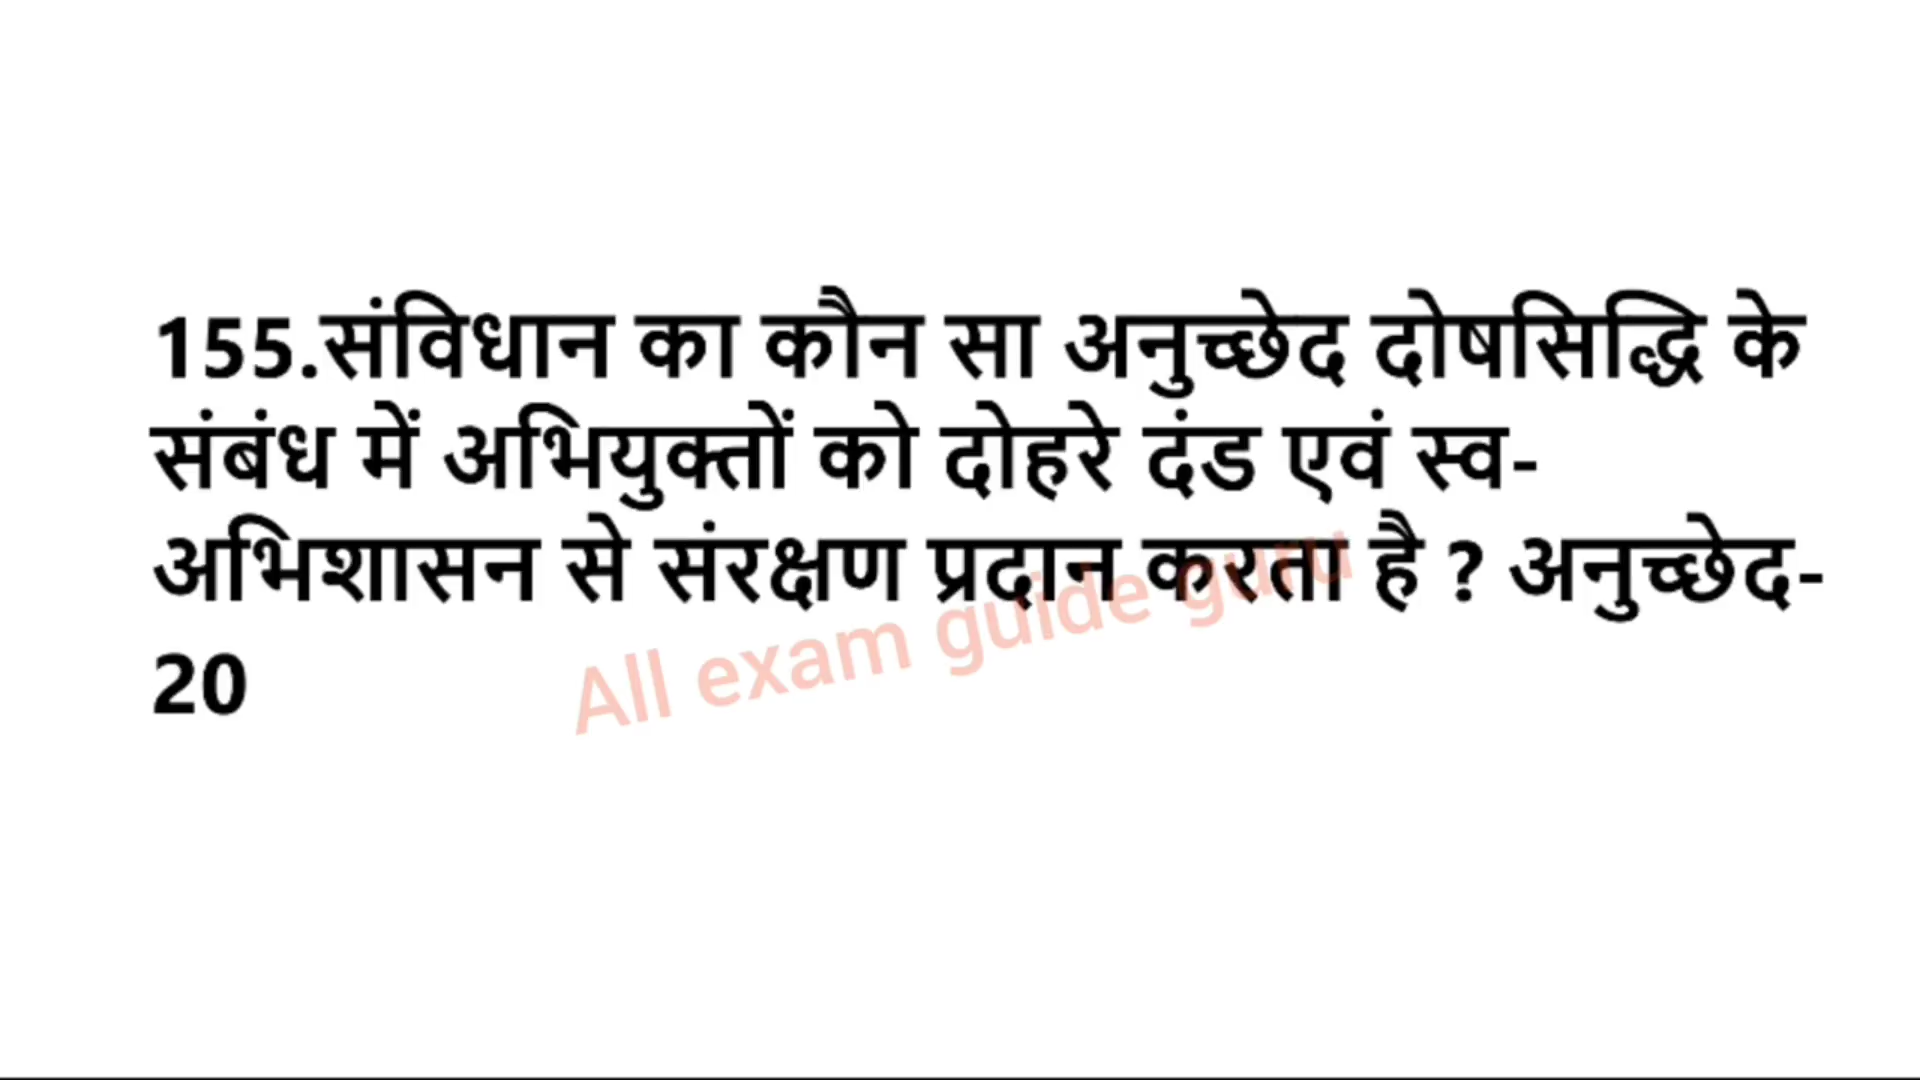 155.संविधान का कौन सा अनुच्छेद दोषसिद्धि के
संबंध में अभियुक्तों को दोहरे दंड एवं स्व-
अभिशासन से संरक्षण प्रदान करता है ? अनुच्छेद-
20
All exam guide guru